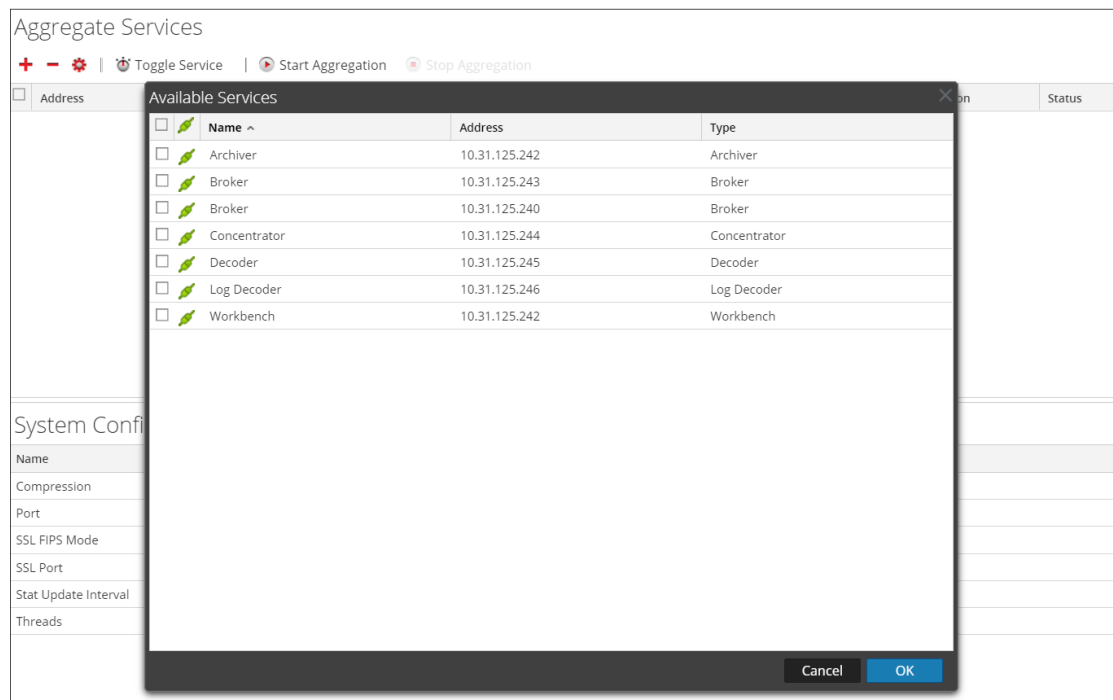 Aggregate Services
Toggle Service Start Aggregation Stop Aggregation
Address on Status
Available Services
Name Address Type
Archiver 10.31.125.242 Archiver
Broker 10.31.125.243 Broker
Broker 10.31.125.240 Broker
Concentrator 10.31.125.244 Concentrator
Decoder 10.31.125.245 Decoder
Log Decoder 10.31.125.246 Log Decoder
Workbench 10.31.125.242 Workbench
System Confi
Name
Compression
Port
SSL FIPS Mode
SSL Port
Stat Update Interval
Threads
Cancel OK